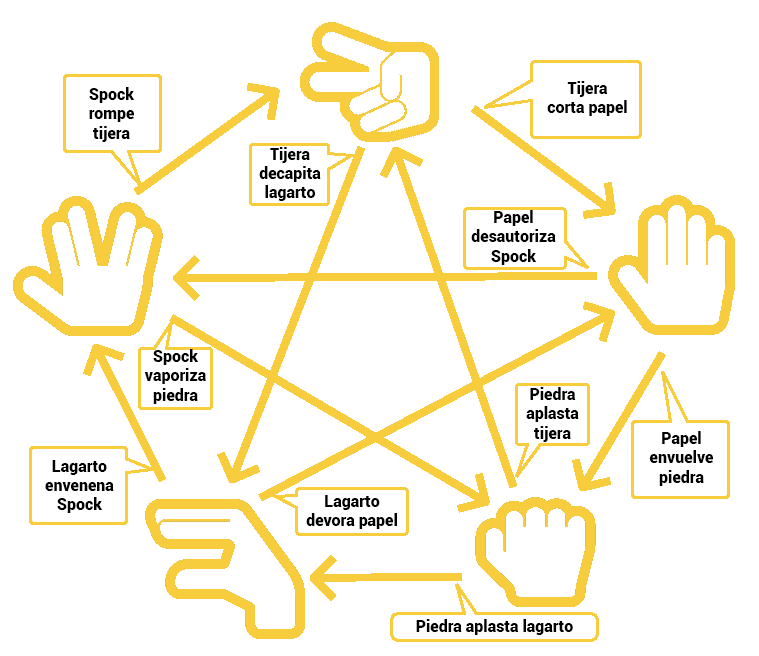 Spock
rompe
tijera
Tijera
corta papel
Tijera
decapita
lagarto
Papel
desautoriza
Spock
Spock
vaporiza
piedra
Piedra
aplasta
tijera
Papel
envuelve
piedra
Lagarto
envenena
Spock
Lagarto
devora papel
Piedra aplasta lagarto